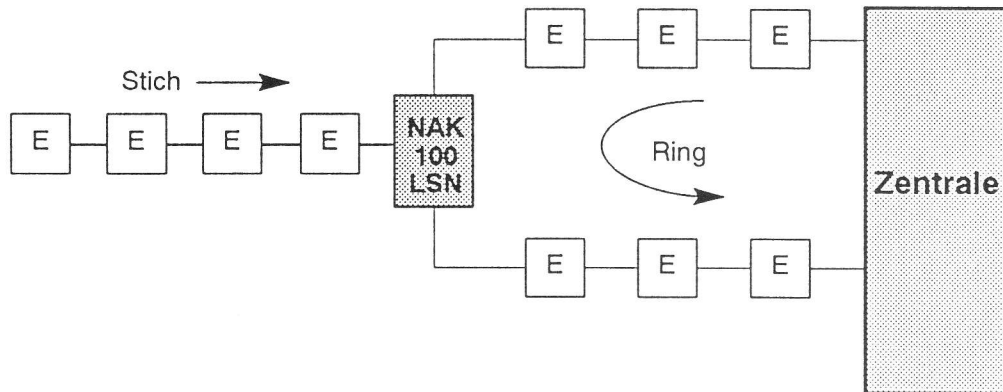 E E E
Stich
E E E E
NAK
100
LSN
Ring
Zentrale
E E E